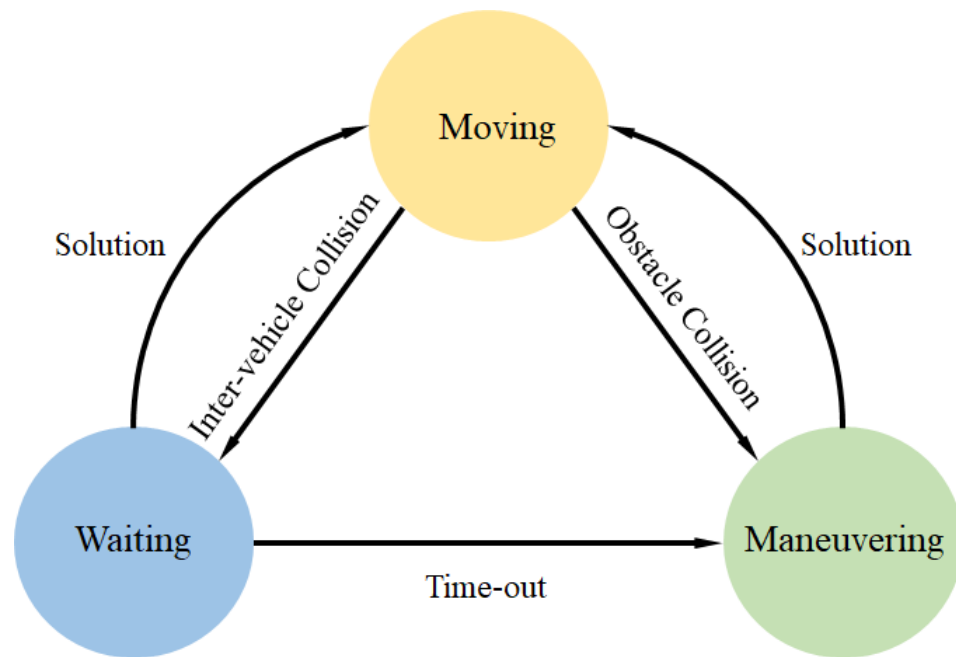 Moving
Solution
Inter-vehicle Collision
Obstacle Collision
Solution
Waiting
Maneuvering
Time-out